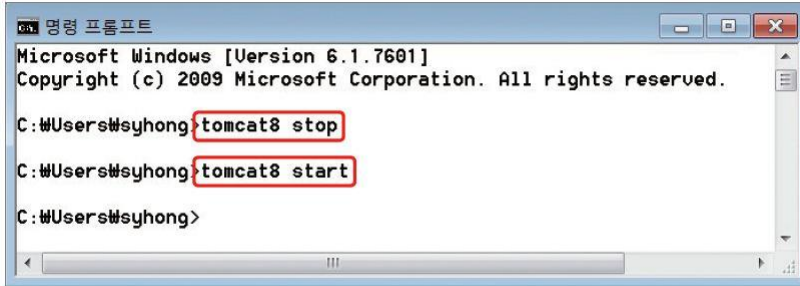 명령 프롬프트
Microsoft Windows [Version 6.1.7601]
Copyright (c) 2009 Microsoft Corporation. All rights reserved.
C:₩Users₩syhong>tomcat8 stop
C:₩Users₩syhong>tomcat8 start
C:₩Users₩syhong>